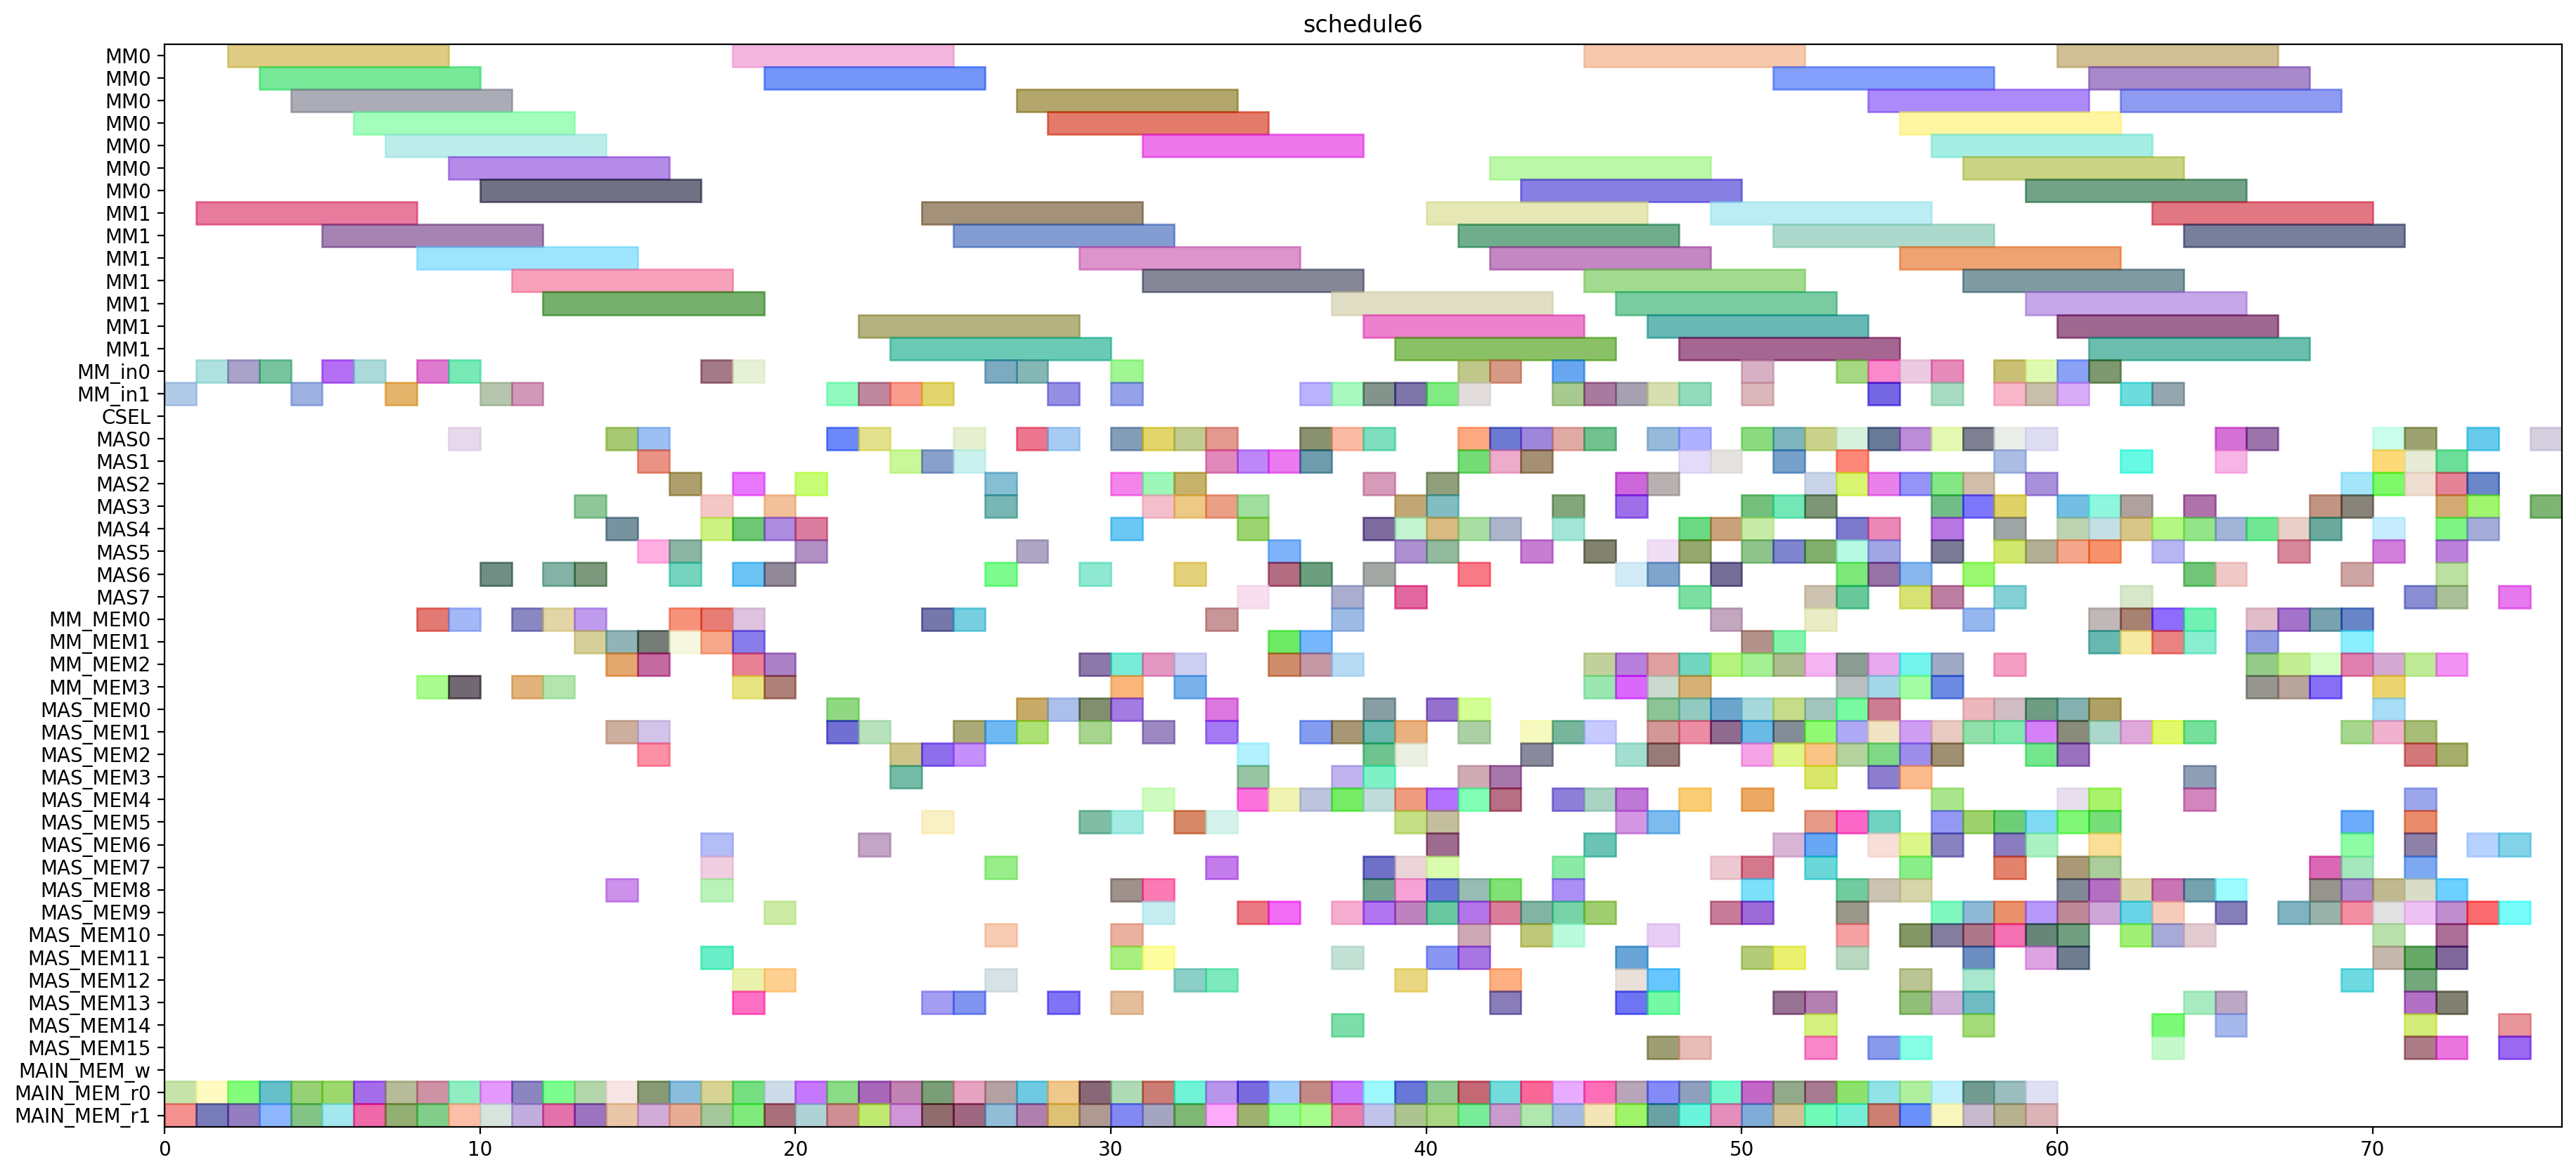 schedule6
MM0
MM0
MM0
MM0
MM0
MM0
MM0
MM1
MM1
MM1
MM1
MM1
MM1
MM1
MM_in0
MM_in1
CSEL
MAS0
MAS1
MAS2
MAS3
MAS4
MAS5
MAS6
MAS7
MM_MEM0
MM_MEM1
MM_MEM2
MM_MEM3
MAS_MEM0
MAS_MEM1
MAS_MEM2
MAS_MEM3
MAS_MEM4
MAS_MEM5
MAS_MEM6
MAS_MEM7
MAS_MEM8
MAS_MEM9
MAS_MEM10
MAS_MEM11
MAS_MEM12
MAS_MEM13
MAS_MEM14
MAS_MEM15
MAIN_MEM_w
MAIN_MEM_r0
MAIN_MEM_r1
0 10 20 30 40 50 60 70